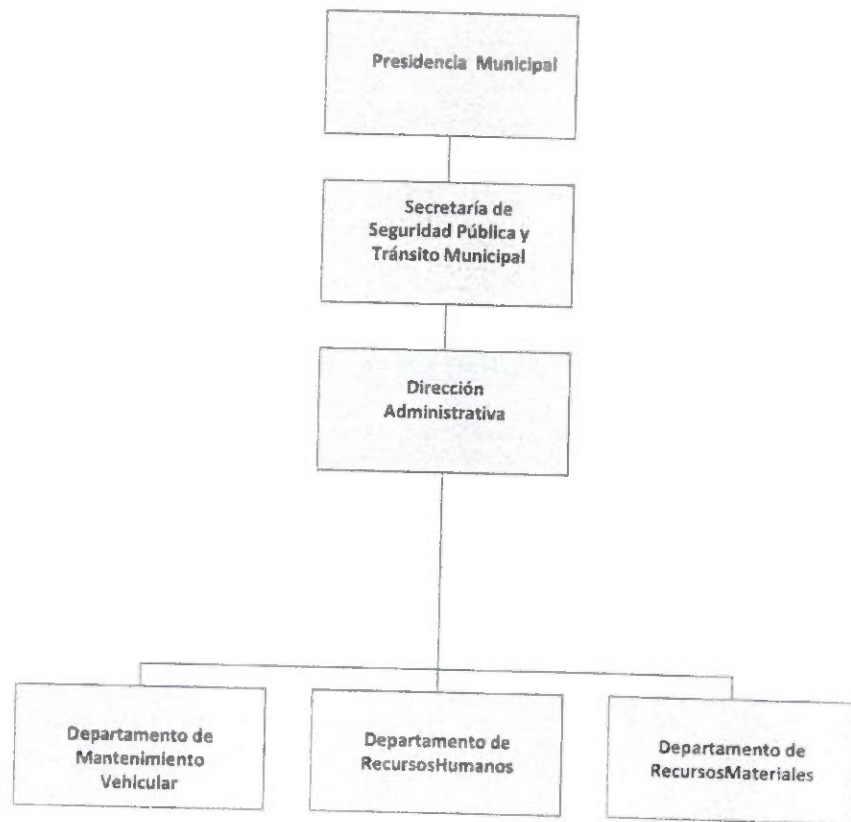 Presidencia Municipal
Secretaría de
Seguridad Pública y
Tránsito Municipal
Dirección
Administrativa
Departamento de
Mantenimiento
Vehicular
Departamento de
RecursosHumanos
Departamento de
RecursosMateriales